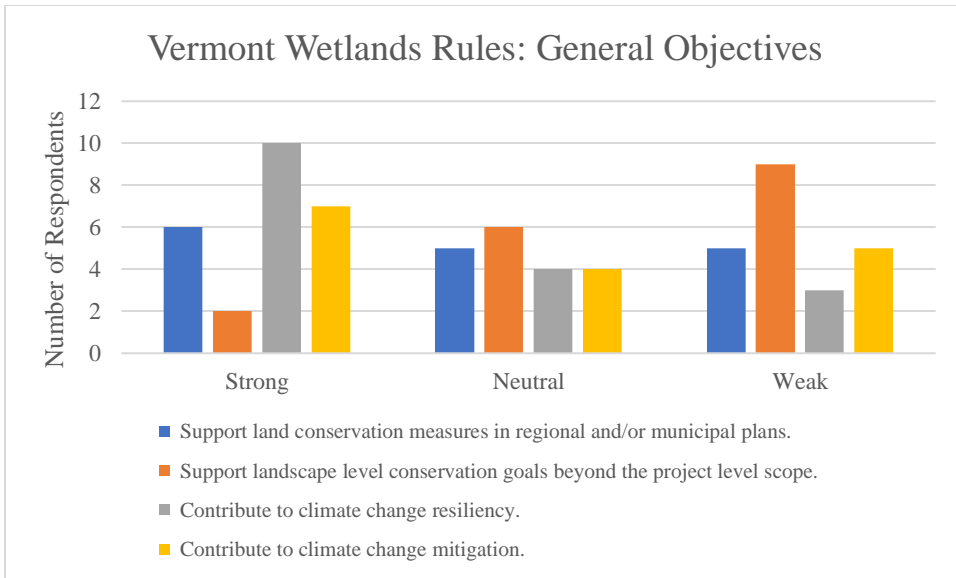 Vermont Wetlands Rules: General Objectives
Number of Respondents
12
10
8
6
4
2
0
Strong Neutral Weak
Support land conservation measures in regional and/or municipal plans.
Support landscape level conservation goals beyond the project level scope.
Contribute to climate change resiliency.
Contribute to climate change mitigation.